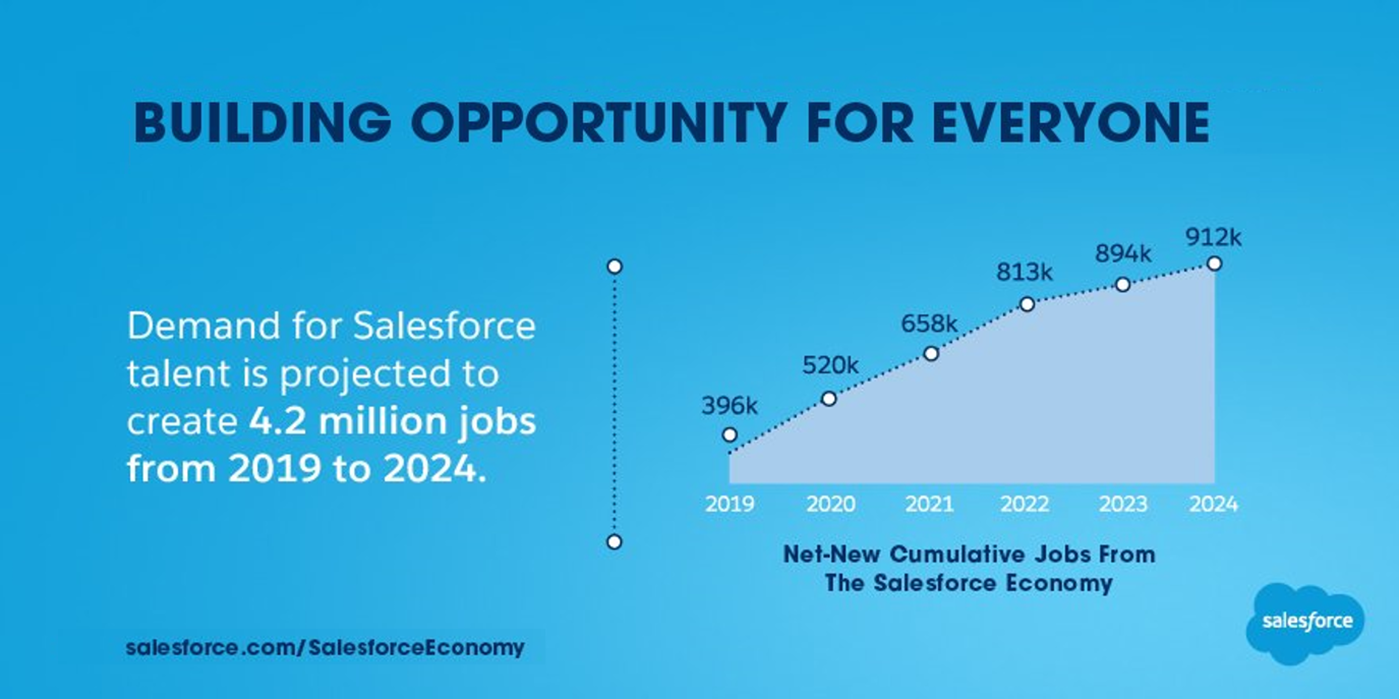 BUILDING OPPORTUNITY FOR EVERYONE
Demand for Salesforce
talent is projected to
create 4.2 million jobs
from 2019 to 2024.
396k
520k
658k
813k
894k
912k
2019
2020
2021
2022
2023
2024
Net-New Cumulative Jobs From
The Salesforce Economy
salesforce.com/SalesforceEconomy
salesforce